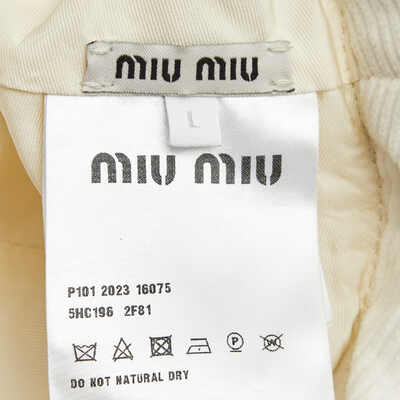 miu miu
L
miu miu
P101 2023 16075
5HC196 2F81
P W
DO NOT NATURAL DRY